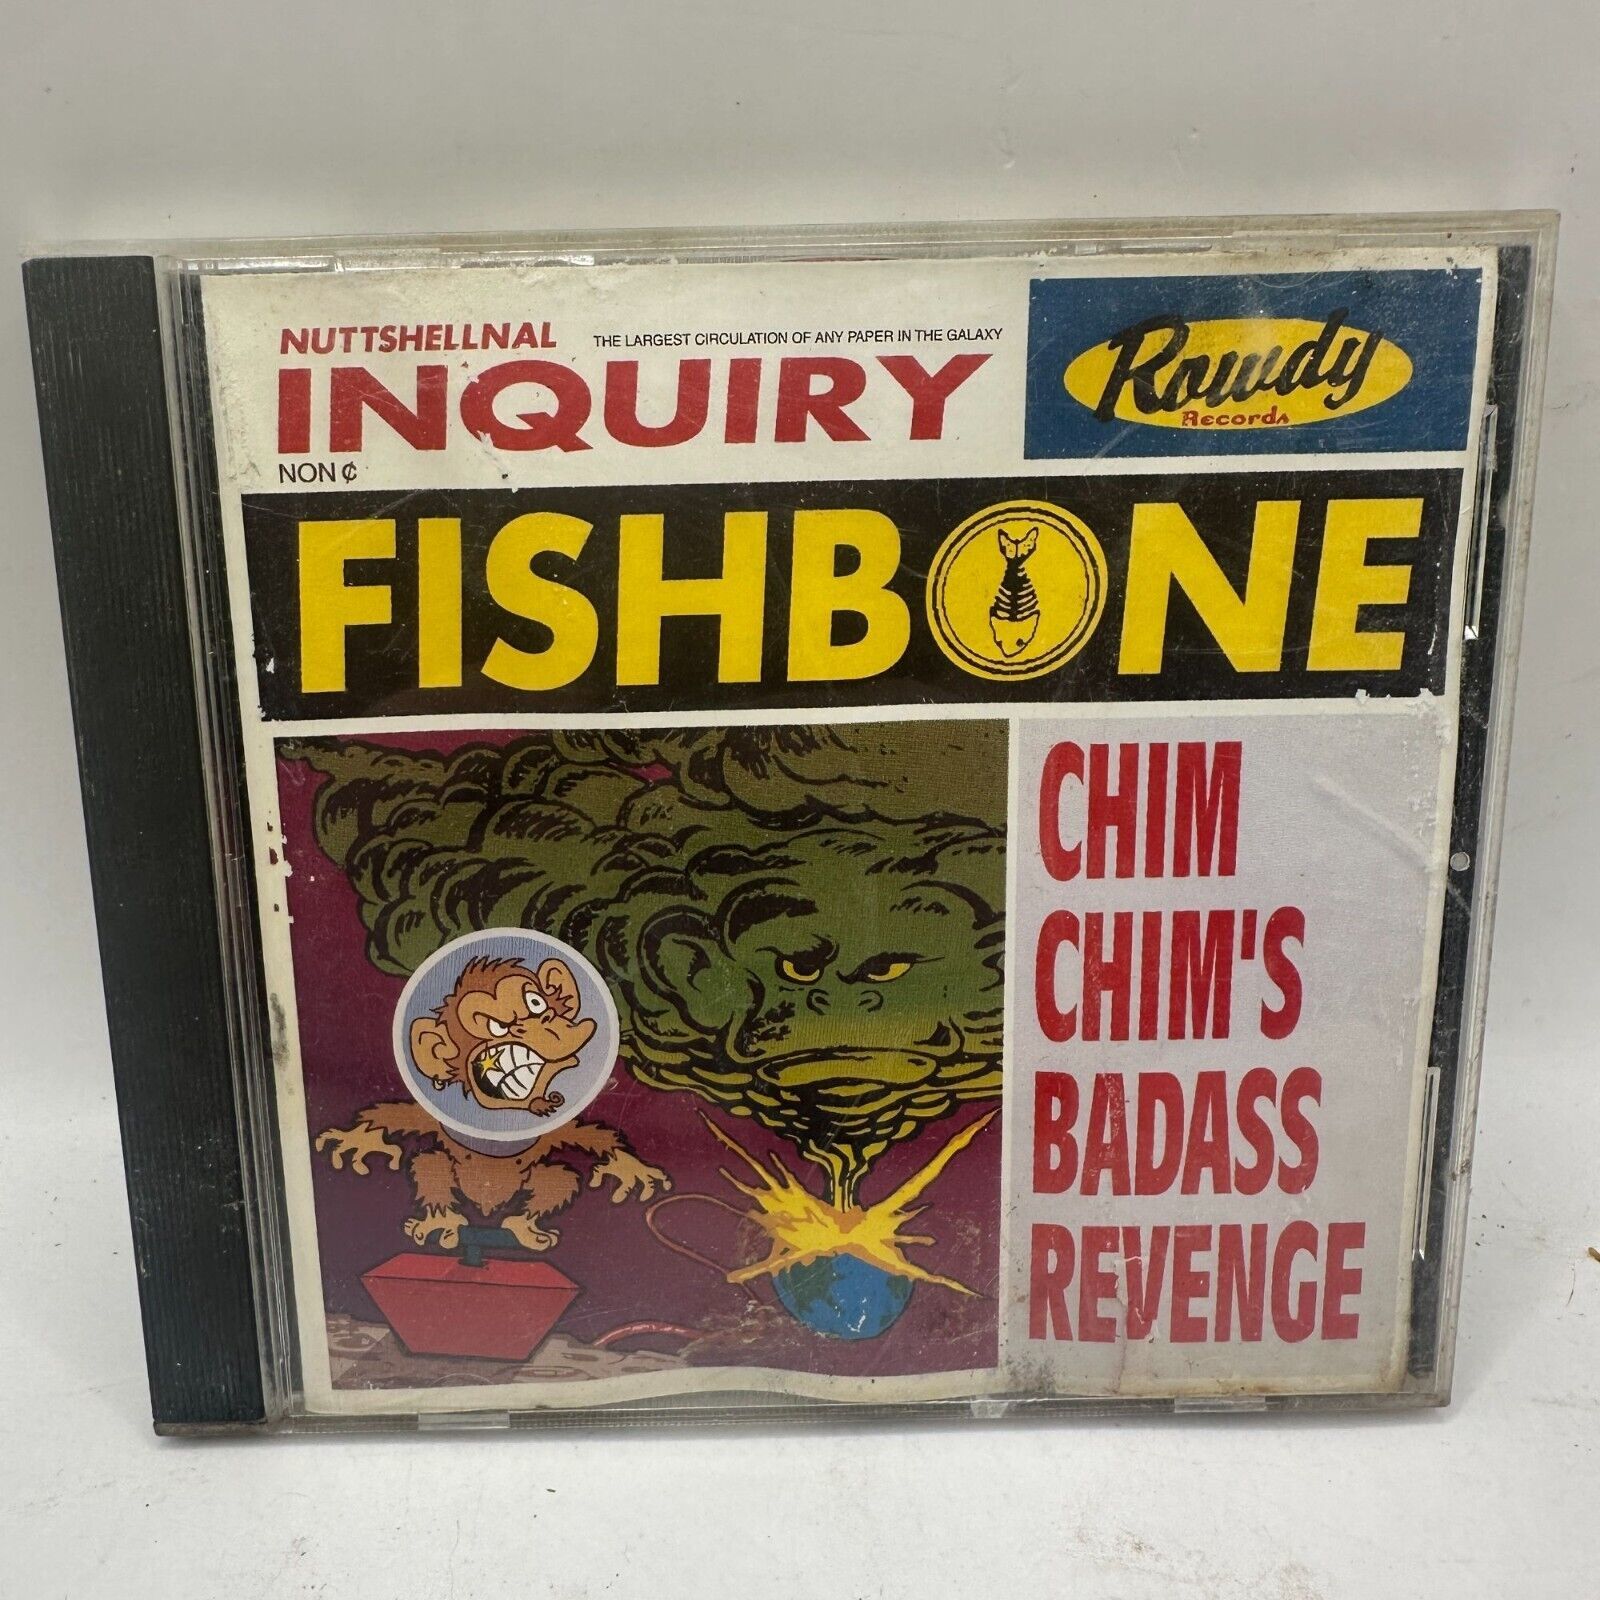 NUTTSHELLNAL
THE LARGEST CIRCULATION OF ANY PAPER IN THE GALAXY
INQUIRY
NON ¢
Rowdy
Records
FISHBONE
CHIM
CHIM'S
BADASS
REVENGE